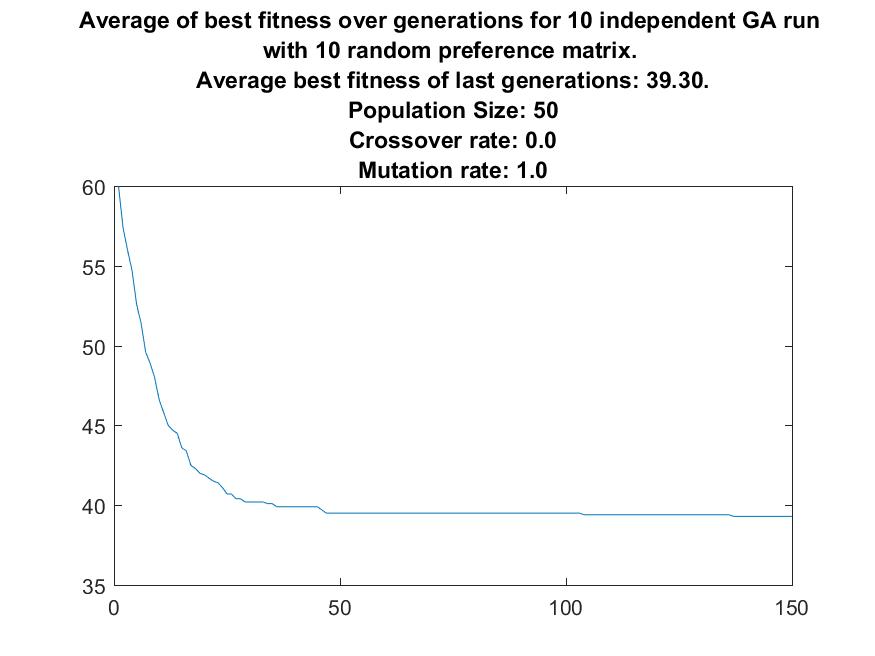 Average of best fitness over generations for 10 independent GA run
with 10 random preference matrix.
Average best fitness of last generations: 39.30.
Population Size: 50
Crossover rate: 0.0
Mutation rate: 1.0
60
55
50
45
40
35
0 50 100 150